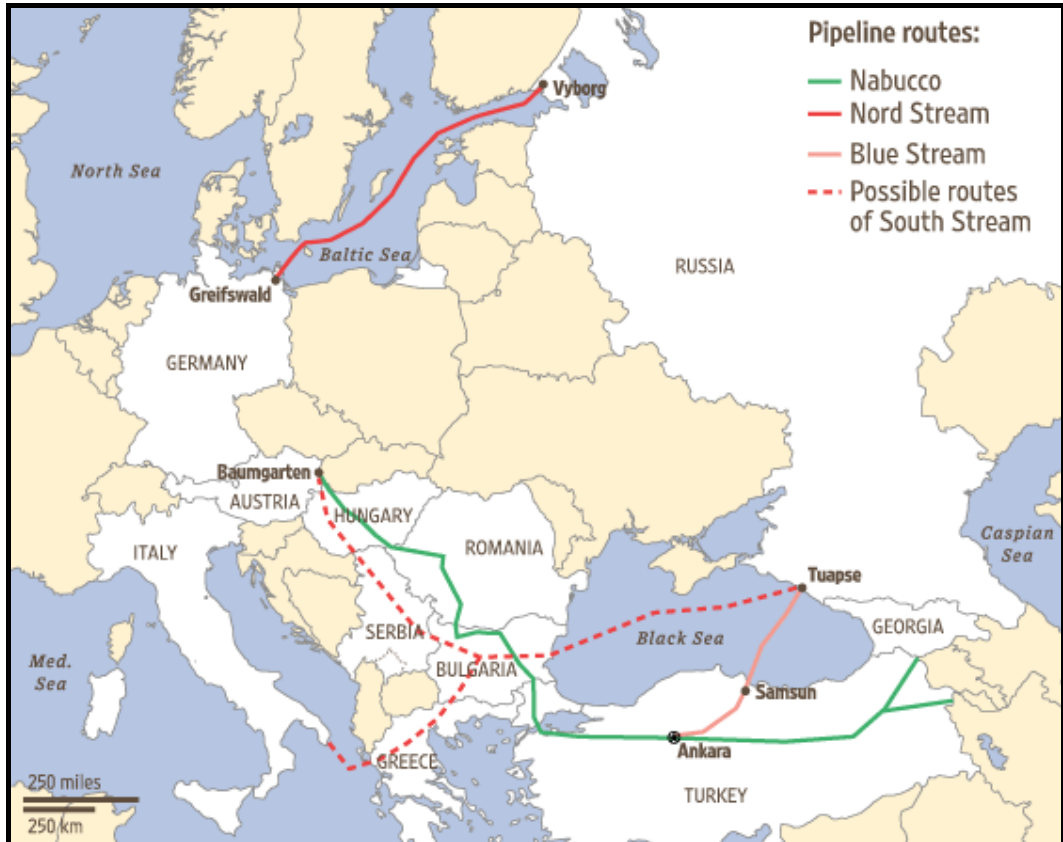 Pipeline routes:
Nabucco
Nord Stream
Blue Stream
Possible routes
of South Stream
Vyborg
North Sea
Baltic Sea
RUSSIA
Greifswald
GERMANY
Baumgarten
AUSTRIA
HUNGARY
ITALY
ROMANIA
Caspian
Sea
Tuapse
SERBIA
Black Sea
GEORGIA
Med.
Sea
BULGARIA
Samsun
Ankara
GREECE
TURKEY
250 miles
250 km